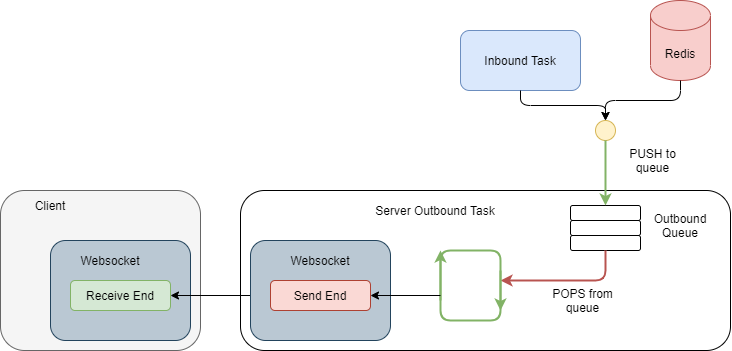 Redis
Inbound Task
PUSH to
queue
Client
Server Outbound Task
Outbound
Queue
Websocket
Websocket
Receive End
Send End
POPS from
queue